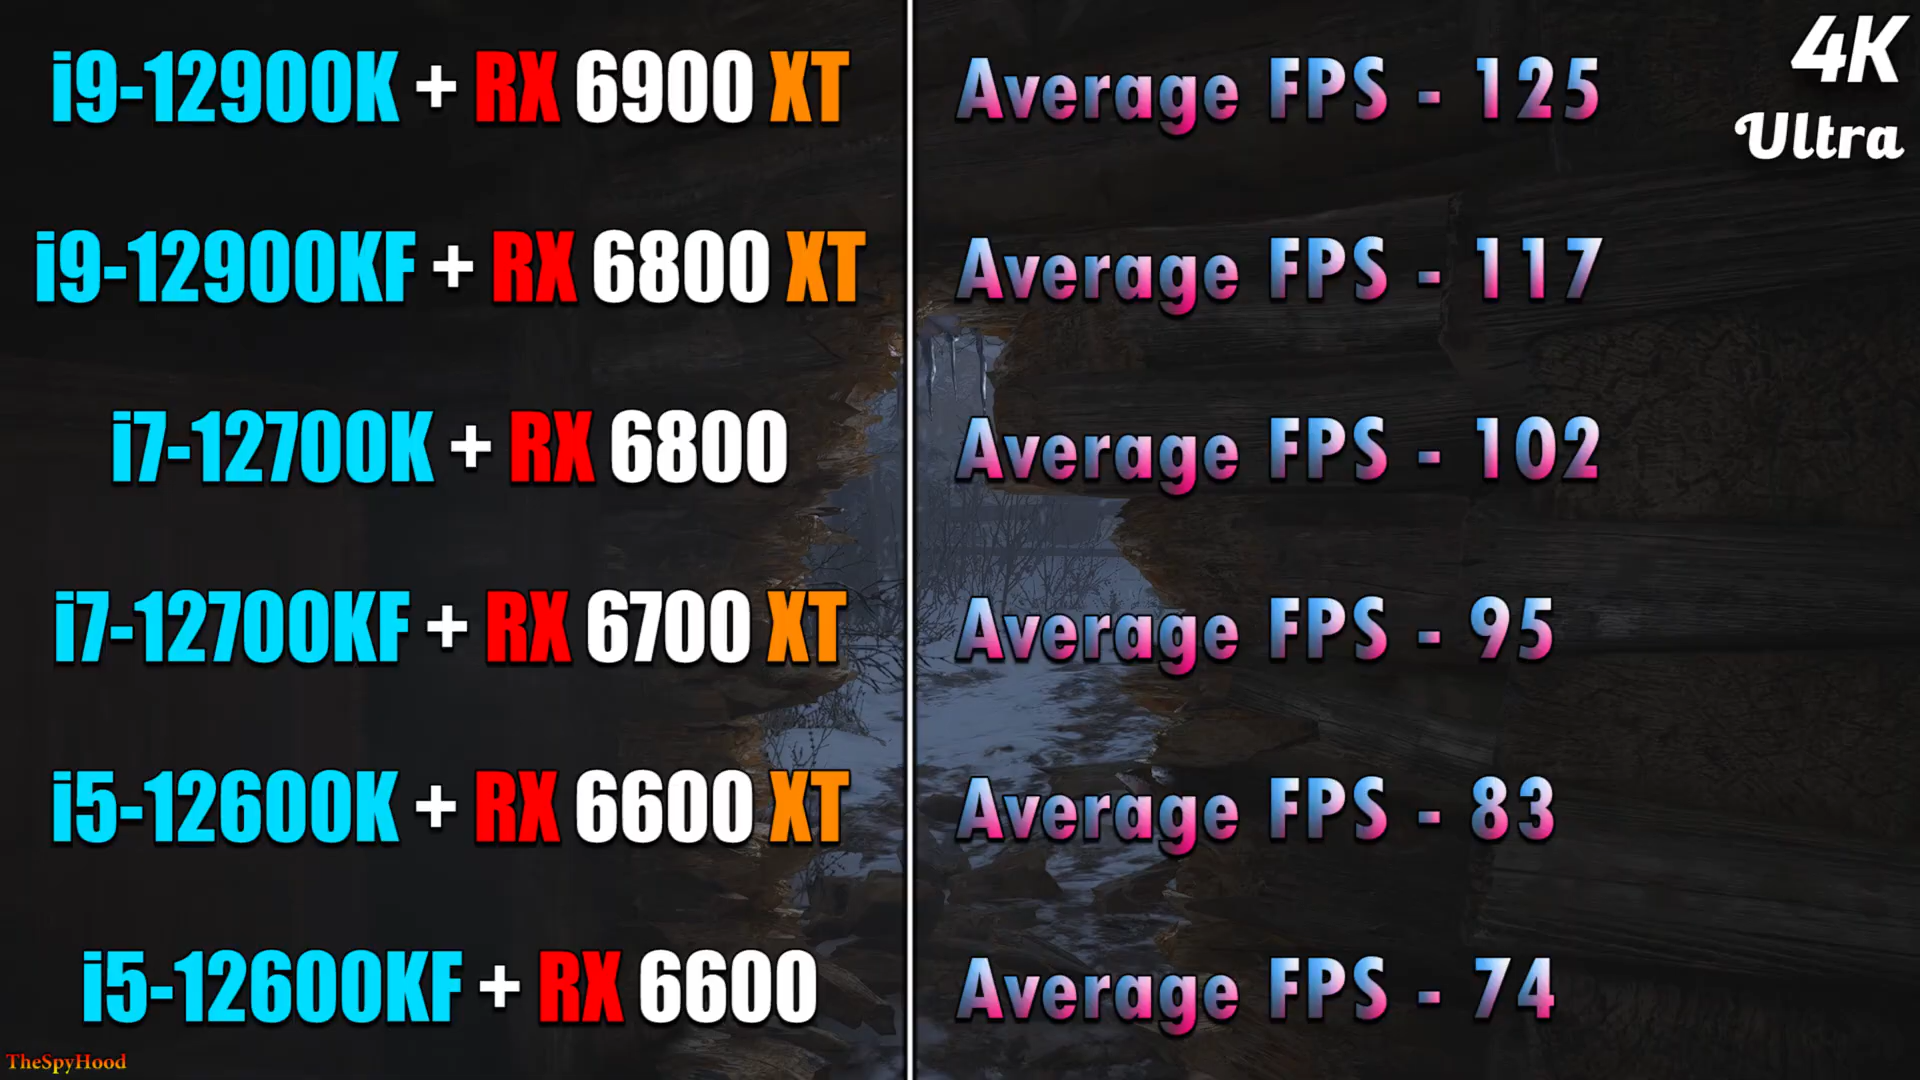 i9-12900K + RX 6900 XT Average FPS - 125
4K
Ultra
i9-12900KF + RX 6800 XT Average FPS - 117
i7-12700K + RX 6800 Average FPS - 102
i7-12700KF + RX 6700 XT Average FPS - 95
i5-12600K + RX 6600 XT Average FPS - 83
i5-12600KF + RX 6600 Average FPS - 74
TheSpyHood